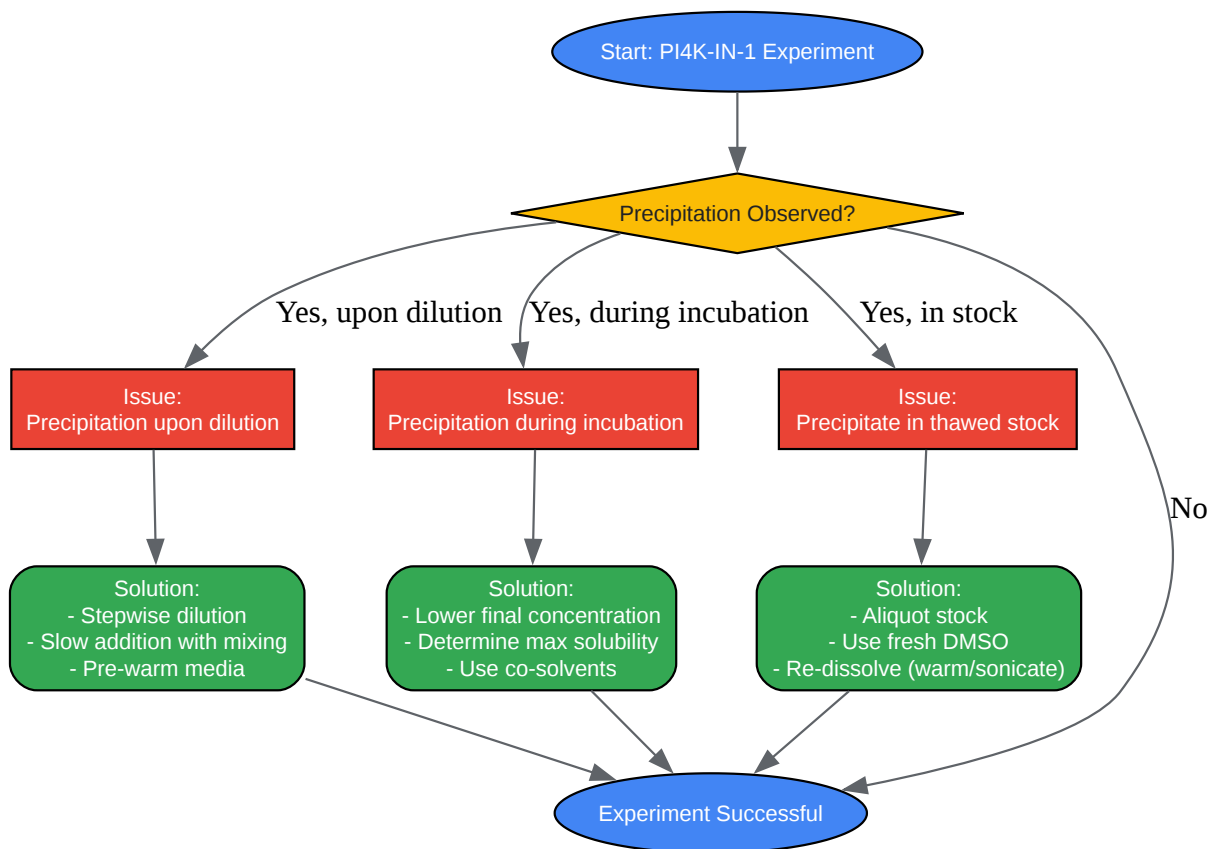 Start: PI4K-IN-1 Experiment
Precipitation Observed?
Yes, upon dilution
Yes, during incubation
Yes, in stock
Issue:
Precipitation upon dilution
Issue:
Precipitation during incubation
Issue:
Precipitate in thawed stock
No
Solution:
- Stepwise dilution
- Slow addition with mixing
- Pre-warm media
Solution:
- Lower final concentration
- Determine max solubility
- Use co-solvents
Solution:
- Aliquot stock
- Use fresh DMSO
- Re-dissolve (warm/sonicate)
Experiment Successful